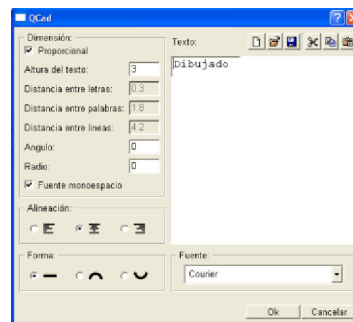 QCad
Dimensión:
Proporcional
Altura del texto: 3
Distancia entre letras: 0.3
Distancia entre palabras: 1.8
Distancia entre lineas: 4.2
Angulo: 0
Radio: 0
Fuente monoespacio
Alineación:
Forma:
Texto:
Dibujado
Fuente:
Courier
Ok Cancelar